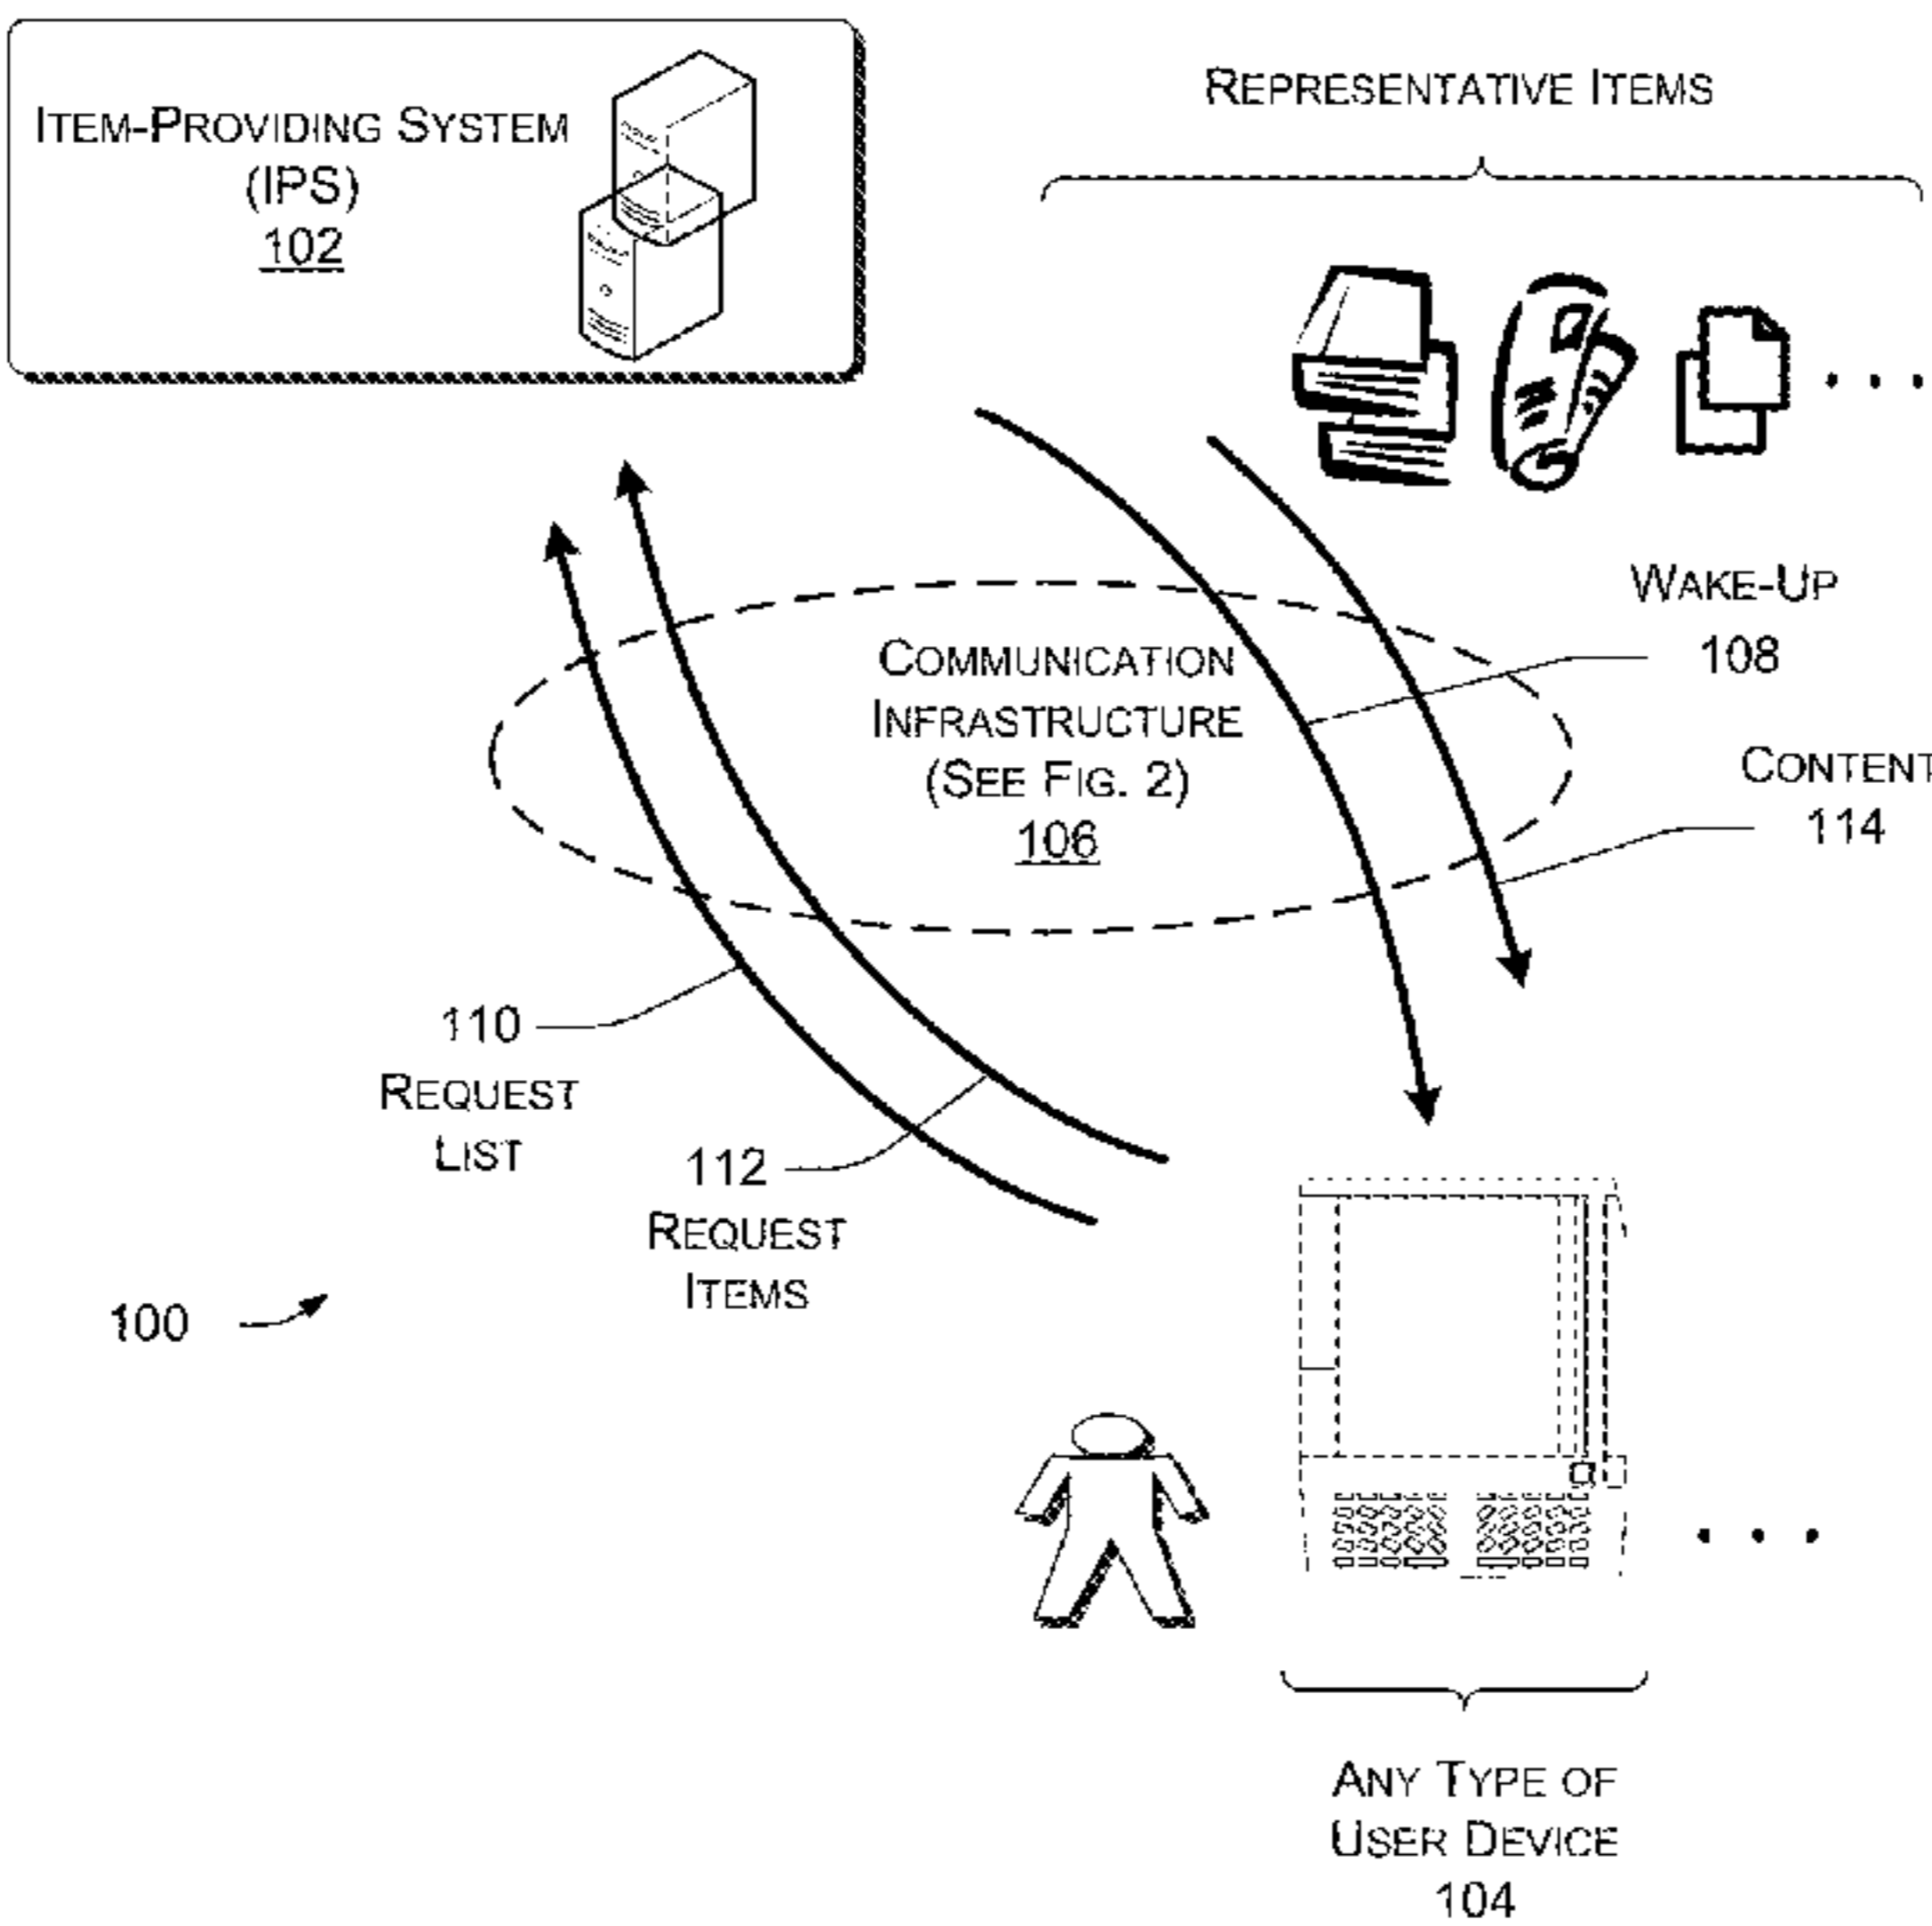 ITEM-PROVIDING SYSTEM
(IPS)
102
REPRESENTATIVE ITEMS
WAKE-UP
108
COMMUNICATION
INFRASTRUCTURE
(SEE FIG. 2)
106
CONTENT
114
110
REQUEST
LIST
112
REQUEST
ITEMS
100
ANY TYPE OF
USER DEVICE
104